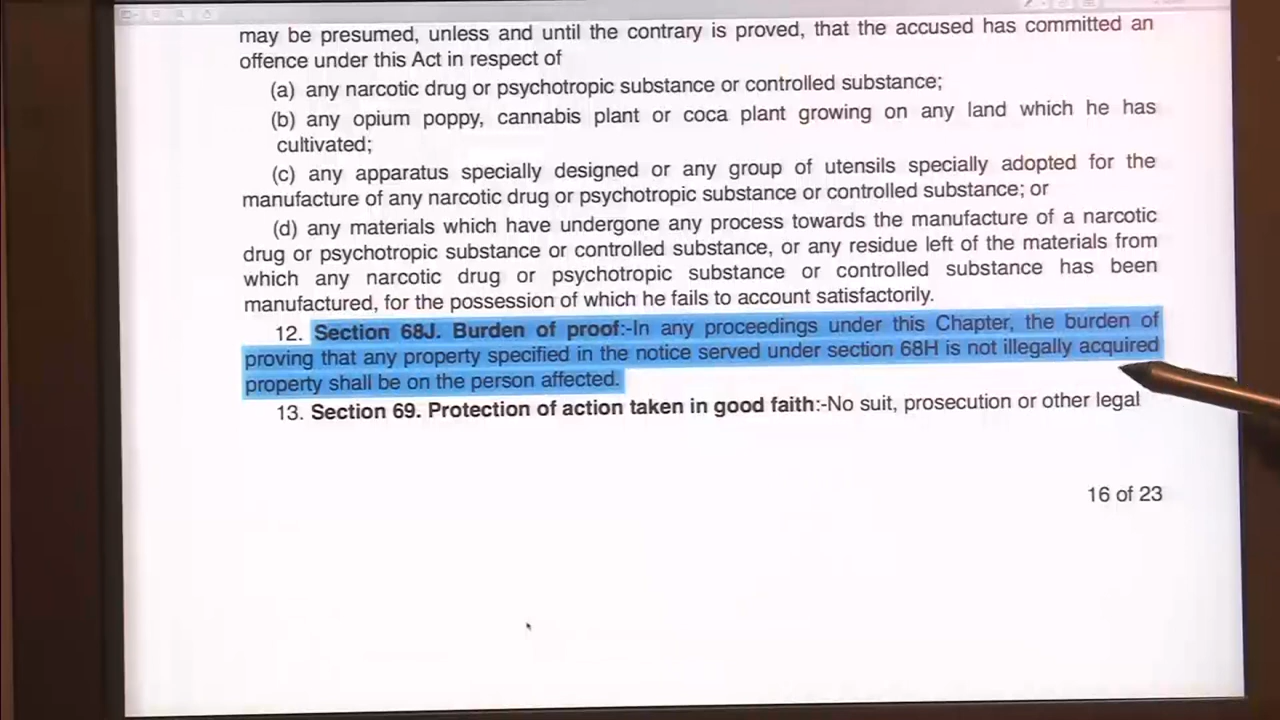 may be presumed, unless and until the contrary is proved, that the accused has committed an
offence under this Act in respect of
(a) any narcotic drug or psychotropic substance or controlled substance;
(b) any opium poppy, cannabis plant or coca plant growing on any land which he has
cultivated;
(c) any apparatus specially designed or any group of utensils specially adopted for the
manufacture of any narcotic drug or psychotropic substance or controlled substance; or
(d) any materials which have undergone any process towards the manufacture of a narcotic
drug or psychotropic substance or controlled substance, or any residue left of the materials from
which any narcotic drug or psychotropic substance or controlled substance has been
manufactured, for the possession of which he fails to account satisfactorily.
12. Section 68J. Burden of proof:-In any proceedings under this Chapter, the burden of
proving that any property specified in the notice served under section 68H is not illegally acquired
property shall be on the person affected.
13. Section 69. Protection of action taken in good faith:-No suit, prosecution or other legal
16 of 23